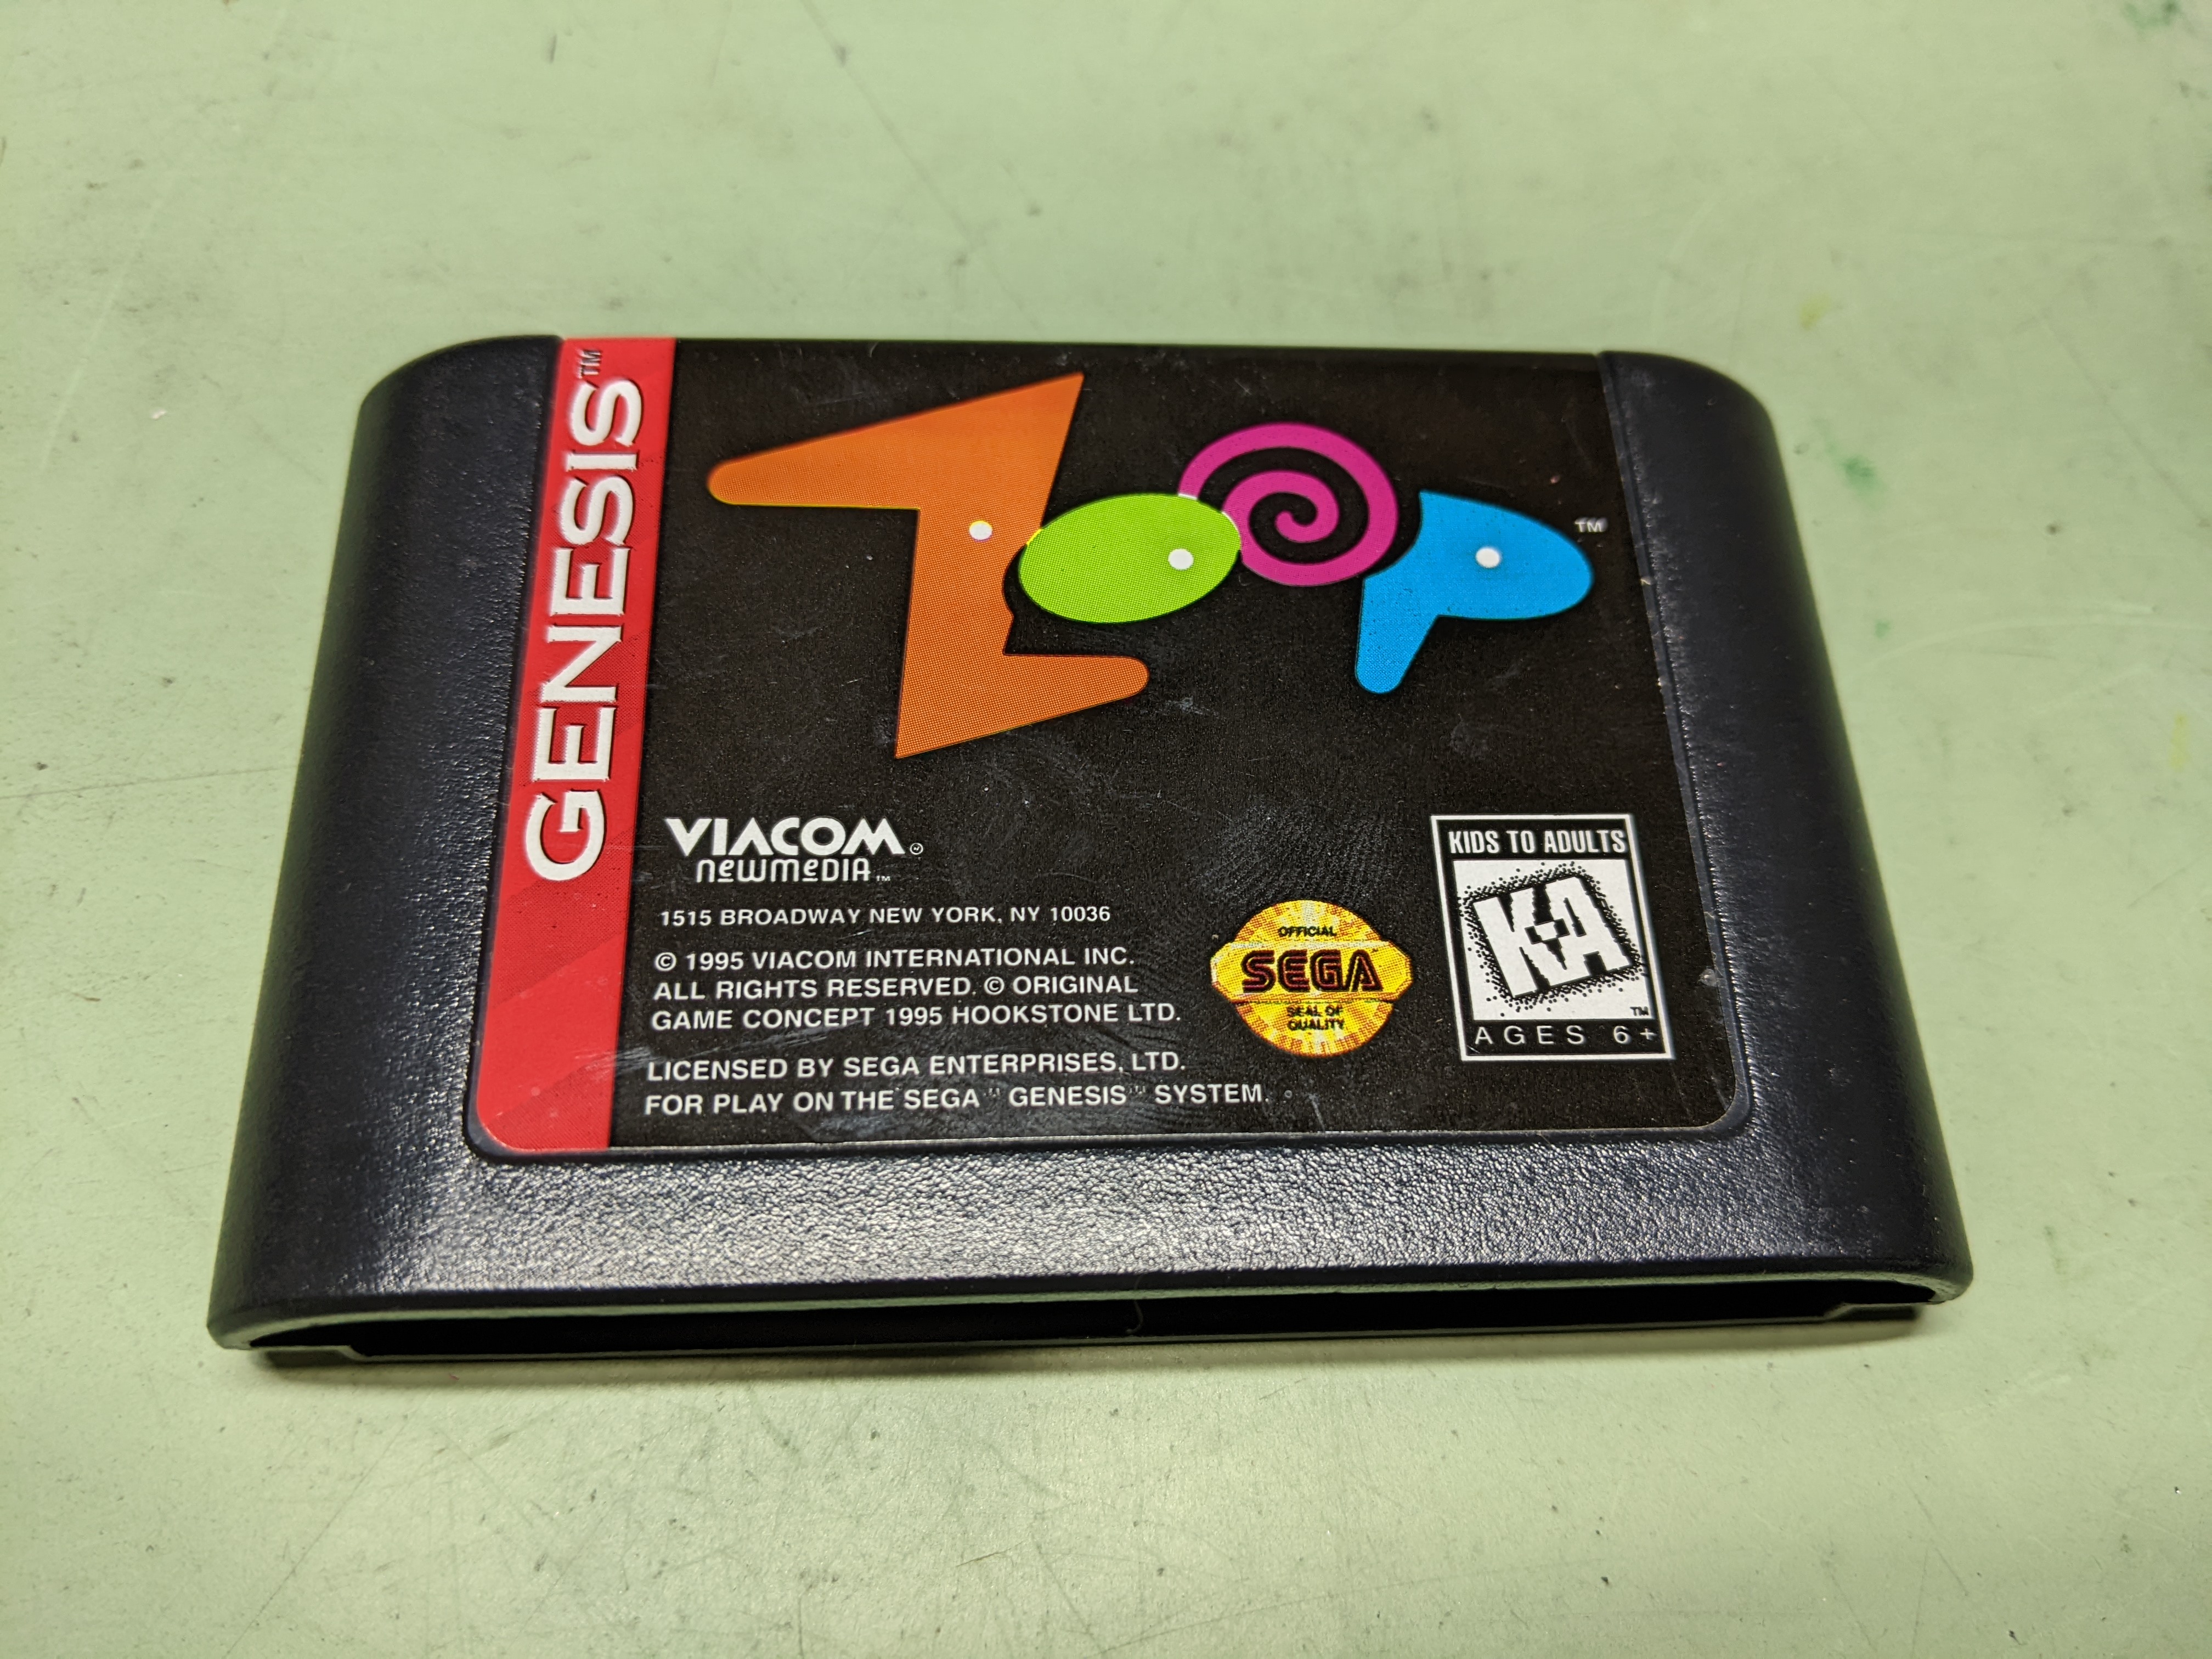 GENESIS™
Zoop™
VIACOM®
newmedia™
1515 BROADWAY NEW YORK, NY 10036
© 1995 VIACOM INTERNATIONAL INC.
ALL RIGHTS RESERVED. © ORIGINAL
GAME CONCEPT 1995 HOOKSTONE LTD.
LICENSED BY SEGA ENTERPRISES, LTD.
FOR PLAY ON THE SEGA™ GENESIS™ SYSTEM.
OFFICIAL
SEGA
SEAL OF
QUALITY
KIDS TO ADULTS
K-A
™
AGES 6+